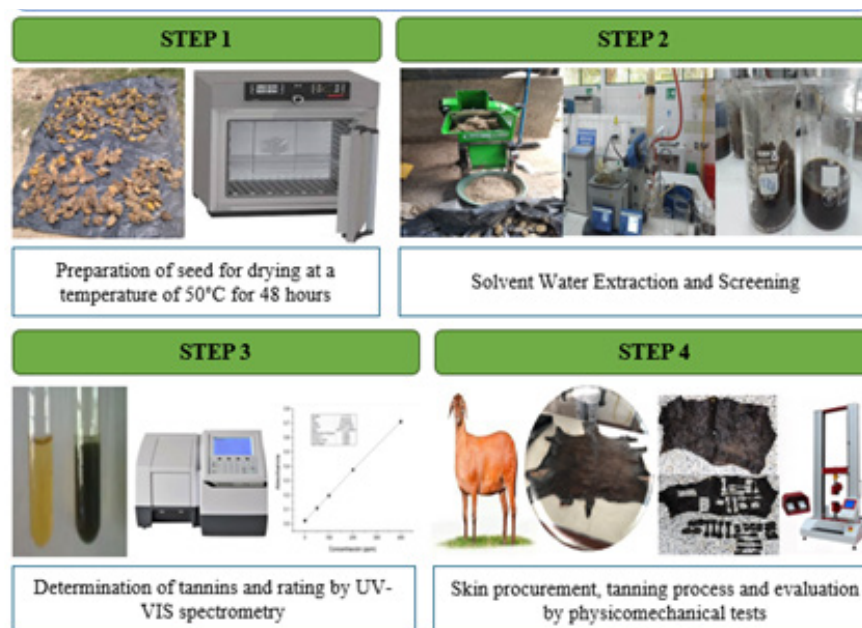 STEP 1
STEP 2
Preparation of seed for drying at a
temperature of 50°C for 48 hours
Solvent Water Extraction and Screening
STEP 3
STEP 4
Determination of tannins and rating by UV-
VIS spectrometry
Skin procurement, tanning process and evaluation
by physicomechanical tests